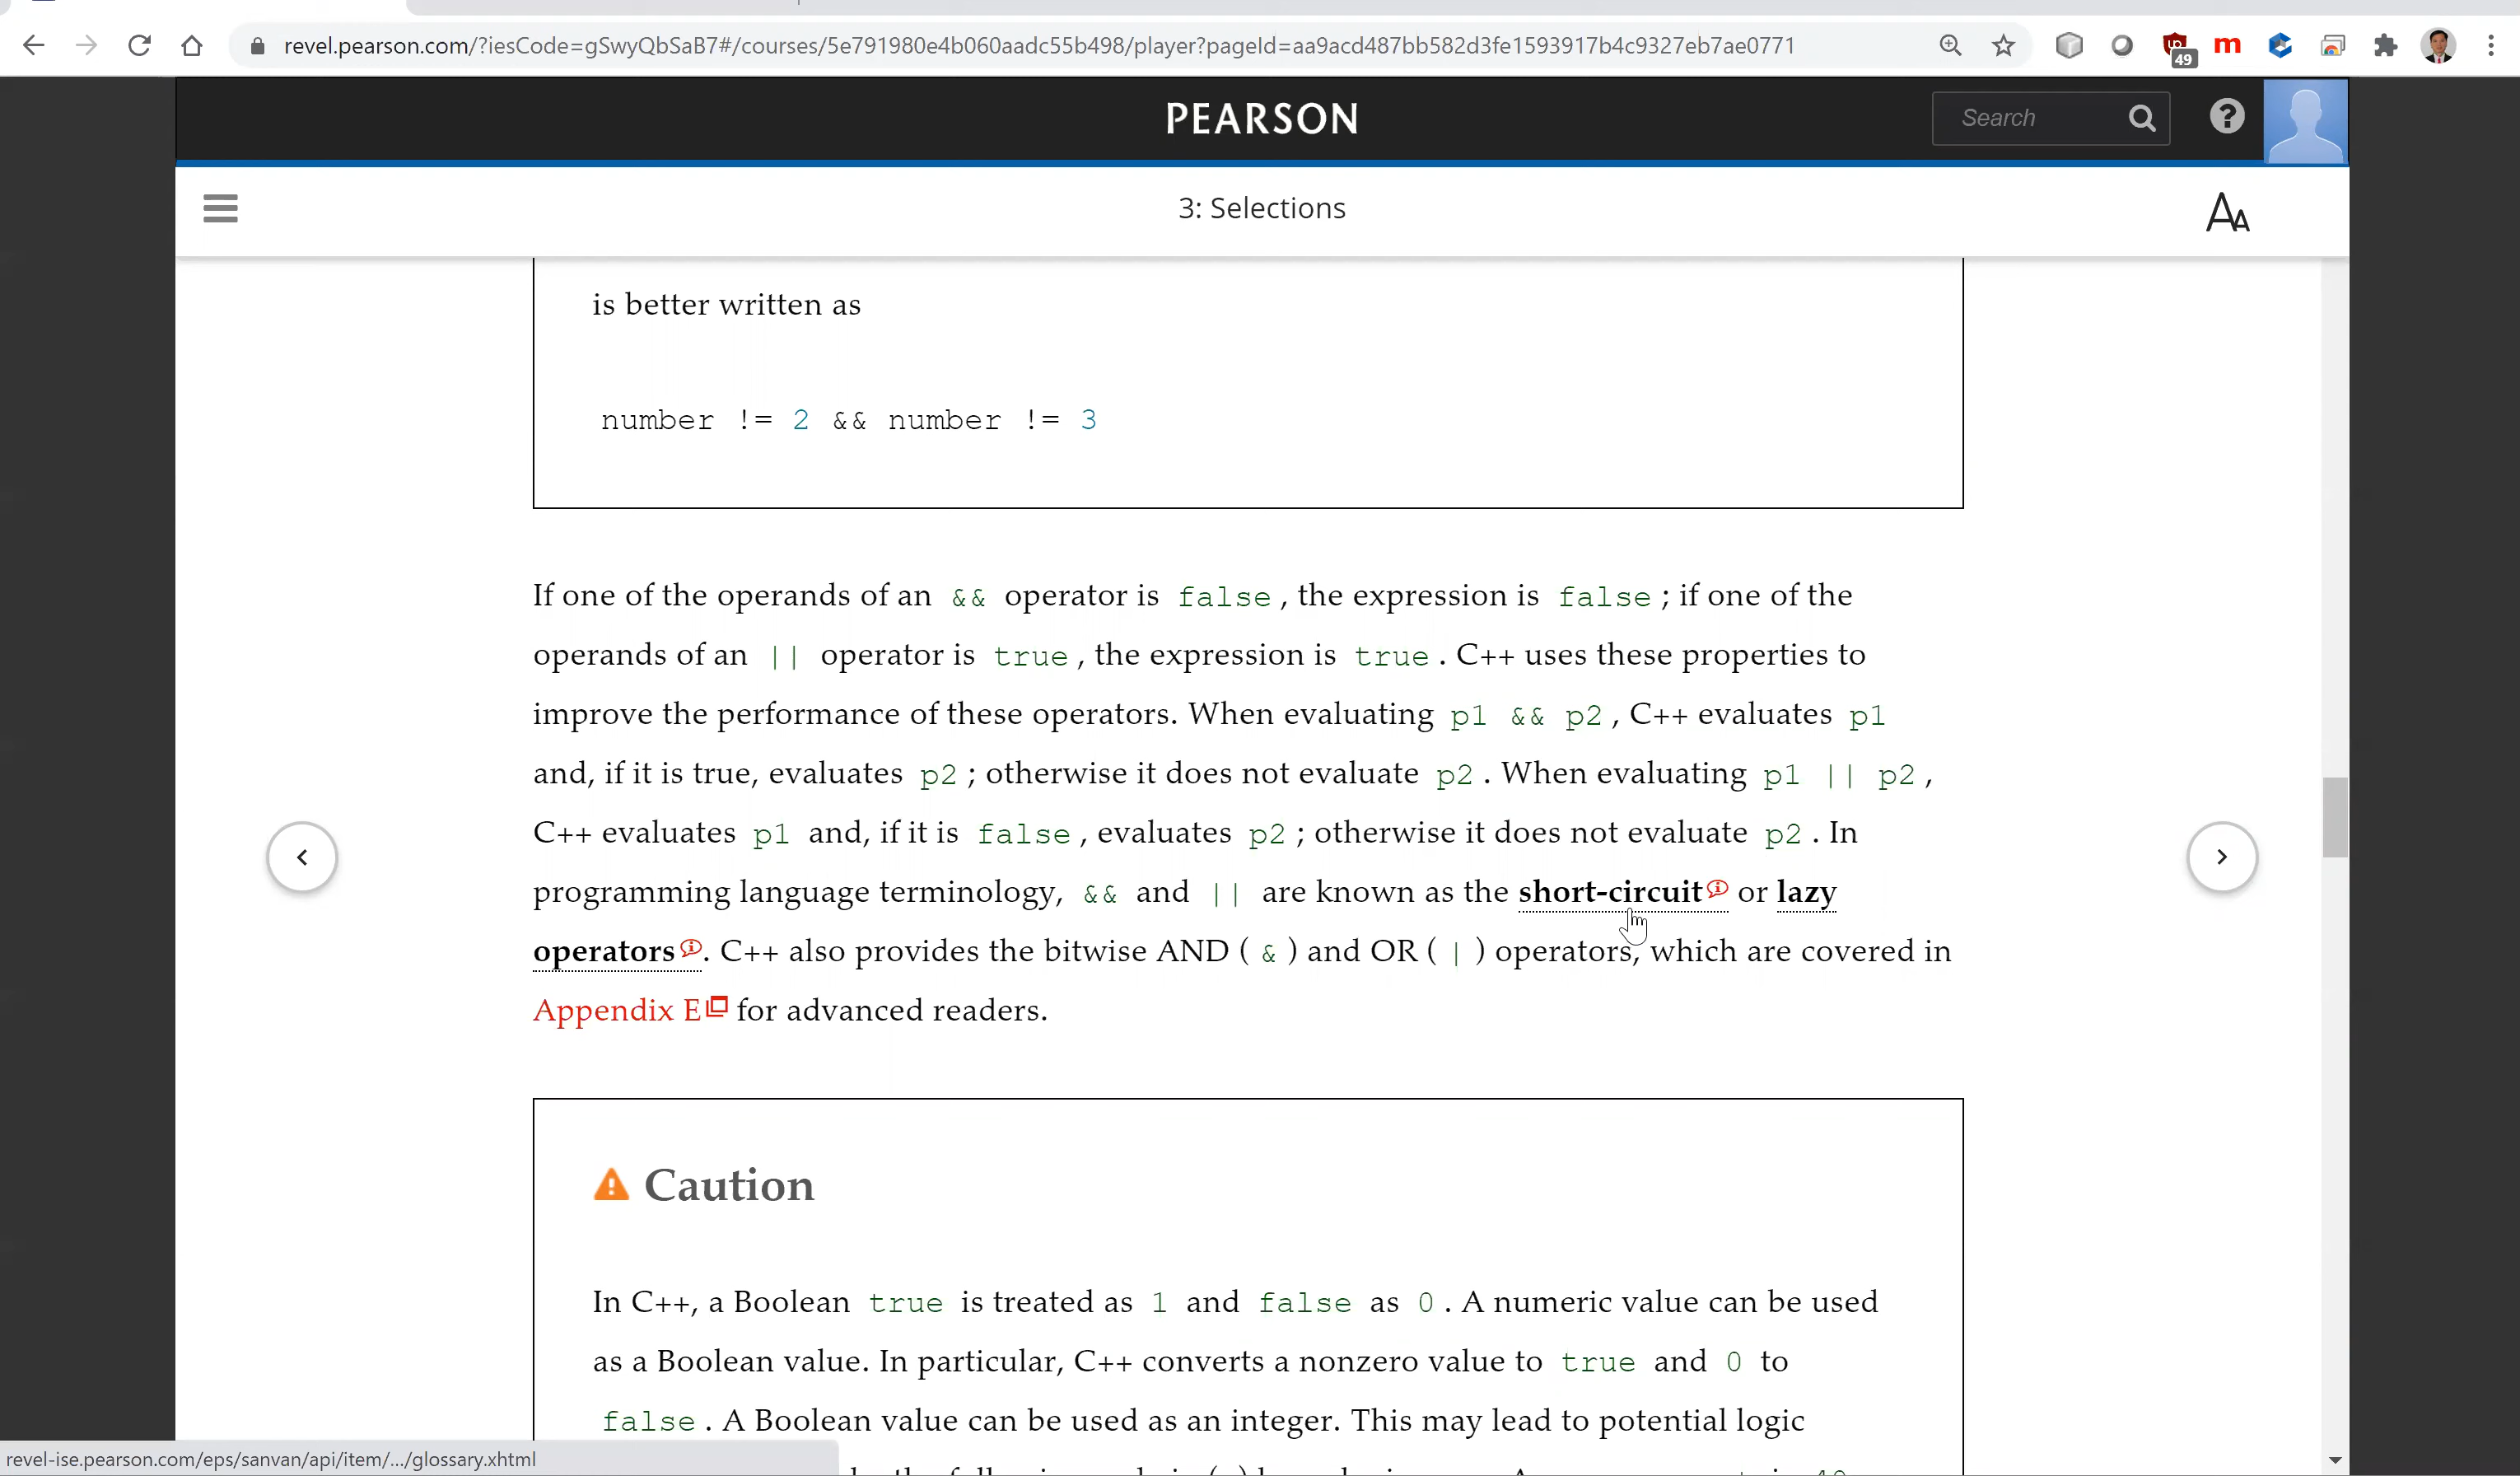 revel.pearson.com/?iesCode=gSwyQbSaB7#/courses/5e791980e4b060aadc55b498/player?pageId=aa9acd487bb582d3fe1593917b4c9327eb7ae0771
49
PEARSON
Search
3: Selections
is better written as
number != 2 && number != 3
If one of the operands of an && operator is false, the expression is false; if one of the
operands of an || operator is true, the expression is true. C++ uses these properties to
improve the performance of these operators. When evaluating p1 && p2, C++ evaluates p1
and, if it is true, evaluates p2; otherwise it does not evaluate p2. When evaluating p1 || p2,
C++ evaluates p1 and, if it is false, evaluates p2; otherwise it does not evaluate p2. In
programming language terminology, && and || are known as the short-circuit or lazy
operators. C++ also provides the bitwise AND (&) and OR (|) operators, which are covered in
Appendix E for advanced readers.
Caution
In C++, a Boolean true is treated as 1 and false as 0. A numeric value can be used
as a Boolean value. In particular, C++ converts a nonzero value to true and 0 to
false. A Boolean value can be used as an integer. This may lead to potential logic
revel-ise.pearson.com/eps/sanvan/api/item/.../glossary.xhtml